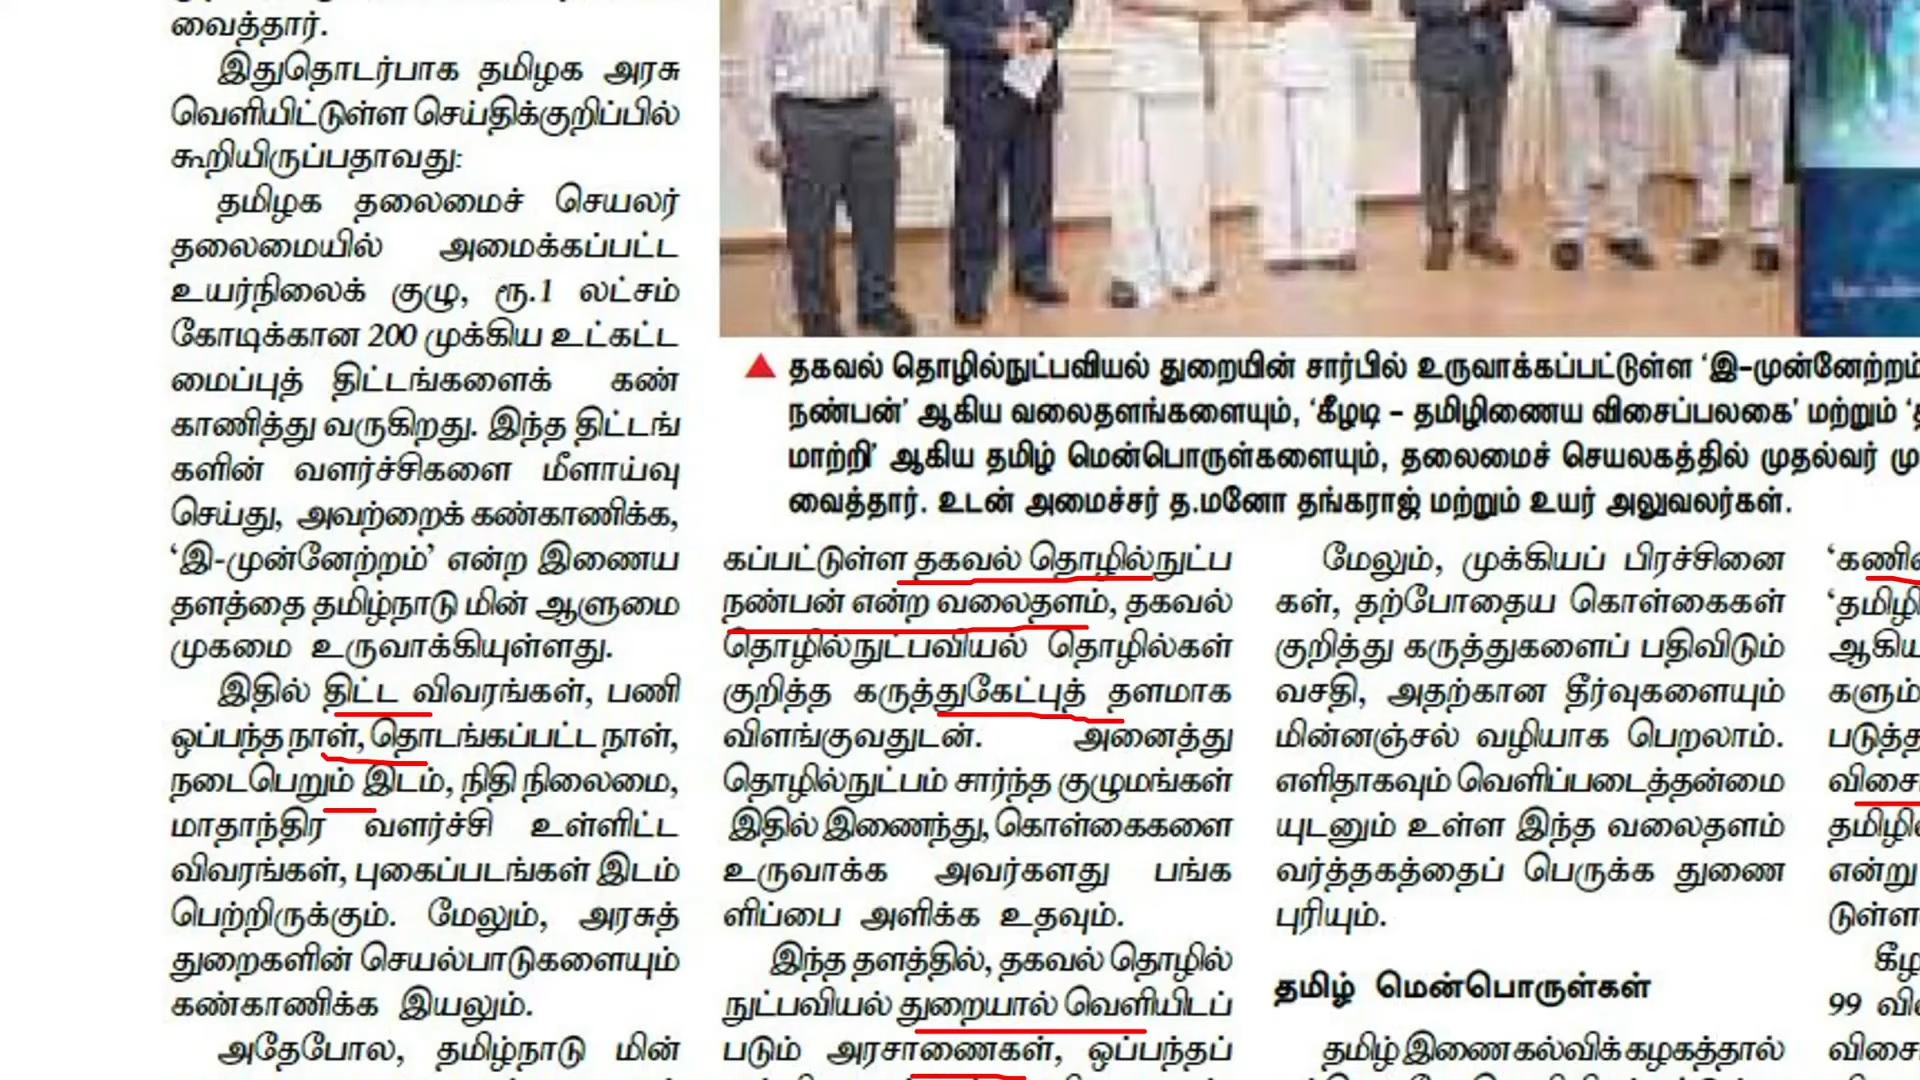 வைத்தார்.
இதுதொடர்பாக தமிழக அரசு
வெளியிட்டுள்ள செய்திக்குறிப்பில்
கூறியிருப்பதாவது:
தமிழக தலைமைச் செயலர்
தலைமையில் அமைக்கப்பட்ட
உயர்நிலைக் குழு, ரூ.1 லட்சம்
கோடிக்கான 200 முக்கிய உட்கட்ட
மைப்புத் திட்டங்களைக் கண்
காணித்து வருகிறது. இந்த திட்டங்
களின் வளர்ச்சிகளை மீளாய்வு
செய்து, அவற்றைக் கண்காணிக்க,
‘இ-முன்னேற்றம்’ என்ற இணைய
தளத்தை தமிழ்நாடு மின் ஆளுமை
முகமை உருவாக்கியுள்ளது.
இதில் திட்ட விவரங்கள், பணி
ஒப்பந்த நாள், தொடங்கப்பட்ட நாள்,
நடைபெறும் இடம், நிதி நிலைமை,
மாதாந்திர வளர்ச்சி உள்ளிட்ட
விவரங்கள், புகைப்படங்கள் இடம்
பெற்றிருக்கும். மேலும், அரசுத்
துறைகளின் செயல்பாடுகளையும்
கண்காணிக்க இயலும்.
அதேபோல, தமிழ்நாடு மின்
▲ தகவல் தொழில்நுட்பவியல் துறையின் சார்பில் உருவாக்கப்பட்டுள்ள ‘இ-முன்னேற்றம்
நண்பன்’ ஆகிய வலைதளங்களையும், ‘கீழடி – தமிழிணைய விசைப்பலகை’ மற்றும்
மாற்றி’ ஆகிய தமிழ் மென்பொருள்களையும், தலைமைச் செயலகத்தில் முதல்வர் மு
வைத்தார். உடன் அமைச்சர் த.மனோ தங்கராஜ் மற்றும் உயர் அலுவலர்கள்.
கப்பட்டுள்ள தகவல் தொழில்நுட்ப
நண்பன் என்ற வலைதளம், தகவல்
தொழில்நுட்பவியல் தொழில்கள்
குறித்த கருத்துகேட்புத் தளமாக
விளங்குவதுடன். அனைத்து
தொழில்நுட்பம் சார்ந்த குழுமங்கள்
இதில் இணைந்து, கொள்கைகளை
உருவாக்க அவர்களது பங்க
ளிப்பை அளிக்க உதவும்.
இந்த தளத்தில், தகவல் தொழில்
நுட்பவியல் துறையால் வெளியிடப்
படும் அரசாணைகள், ஒப்பந்தப்
மேலும், முக்கியப் பிரச்சினை
கள், தற்போதைய கொள்கைகள்
குறித்து கருத்துகளைப் பதிவிடும்
வசதி, அதற்கான தீர்வுகளையும்
மின்னஞ்சல் வழியாக பெறலாம்.
எளிதாகவும் வெளிப்படைத்தன்மை
யுடனும் உள்ள இந்த வலைதளம்
வர்த்தகத்தைப் பெருக்க துணை
புரியும்.
தமிழ் மென்பொருள்கள்
தமிழ் இணைகல்விக் கழகத்தால்
‘கணி
‘தமிழி
ஆகிய
களும்
படுத்த
விசை
தமிழி
என்று
டுள்ள
கீழ
99 வி
விசை